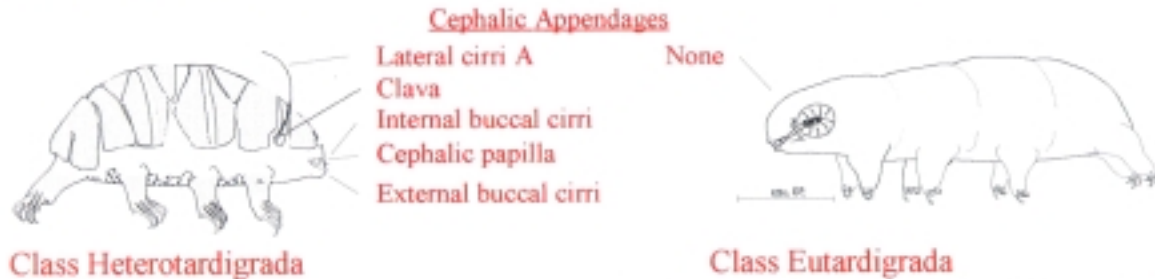 Cephalic Appendages
Lateral cirri A
Clava
Internal buccal cirri
Cephalic papilla
External buccal cirri
None
Class Heterotardigrada
Class Eutardigrada